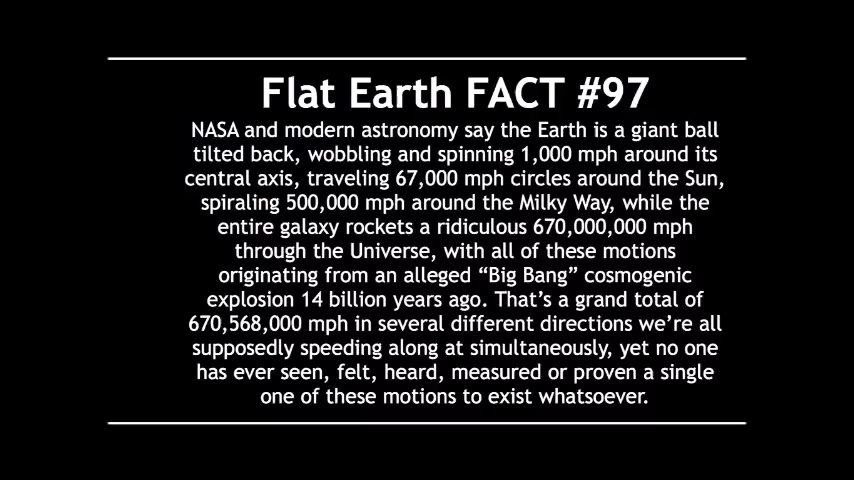 Flat Earth FACT #97
NASA and modern astronomy say the Earth is a giant ball
tilted back, wobbling and spinning 1,000 mph around its
central axis, traveling 67,000 mph circles around the Sun,
spiraling 500,000 mph around the Milky Way, while the
entire galaxy rockets a ridiculous 670,000,000 mph
through the Universe, with all of these motions
originating from an alleged “Big Bang” cosmogenic
explosion 14 billion years ago. That’s a grand total of
670,568,000 mph in several different directions we’re all
supposedly speeding along at simultaneously, yet no one
has ever seen, felt, heard, measured or proven a single
one of these motions to exist whatsoever.